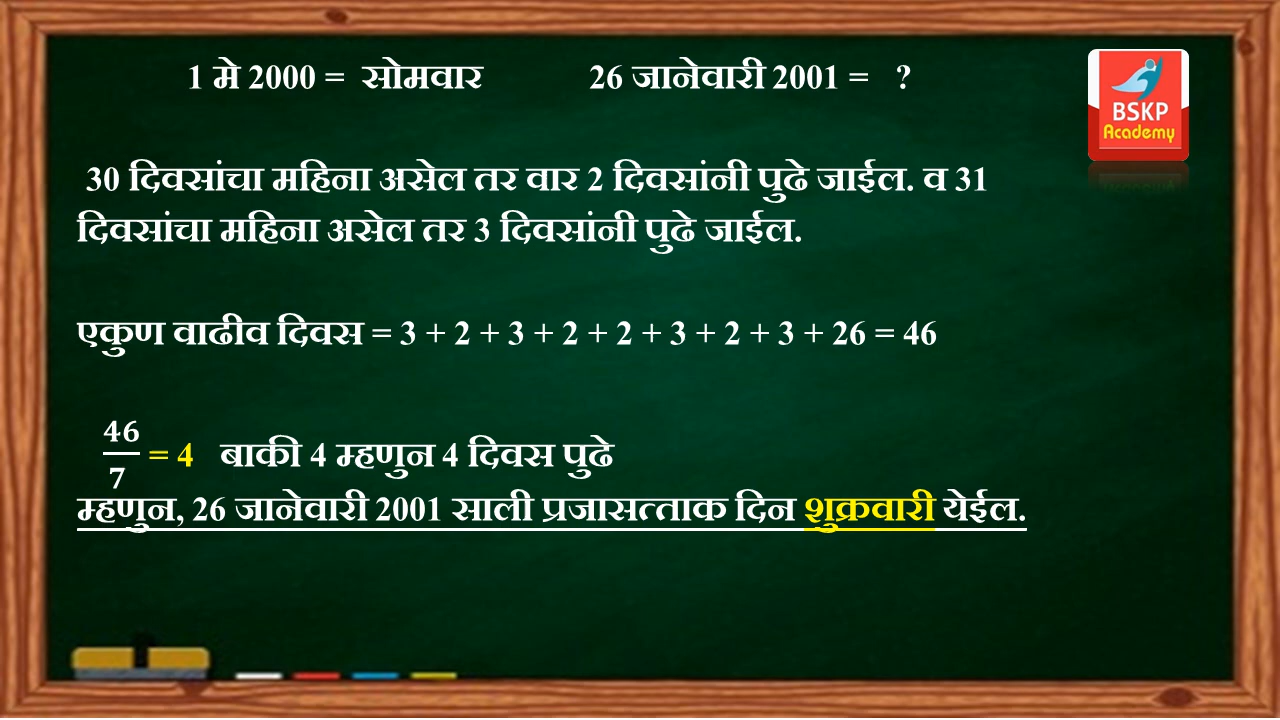 1 मे 2000 = सोमवार 26 जानेवारी 2001 = ?
BSKP
Academy
30 दिवसांचा महिना असेल तर वार 2 दिवसांनी पुढे जाईल. व 31
दिवसांचा महिना असेल तर 3 दिवसांनी पुढे जाईल.
एकुण वाढीव दिवस = 3 + 2 + 3 + 2 + 2 + 3 + 2 + 3 + 26 = 46
46/7 = 4 बाकी 4 म्हणुन 4 दिवस पुढे
म्हणुन, 26 जानेवारी 2001 साली प्रजासत्ताक दिन शुक्रवारी येईल.